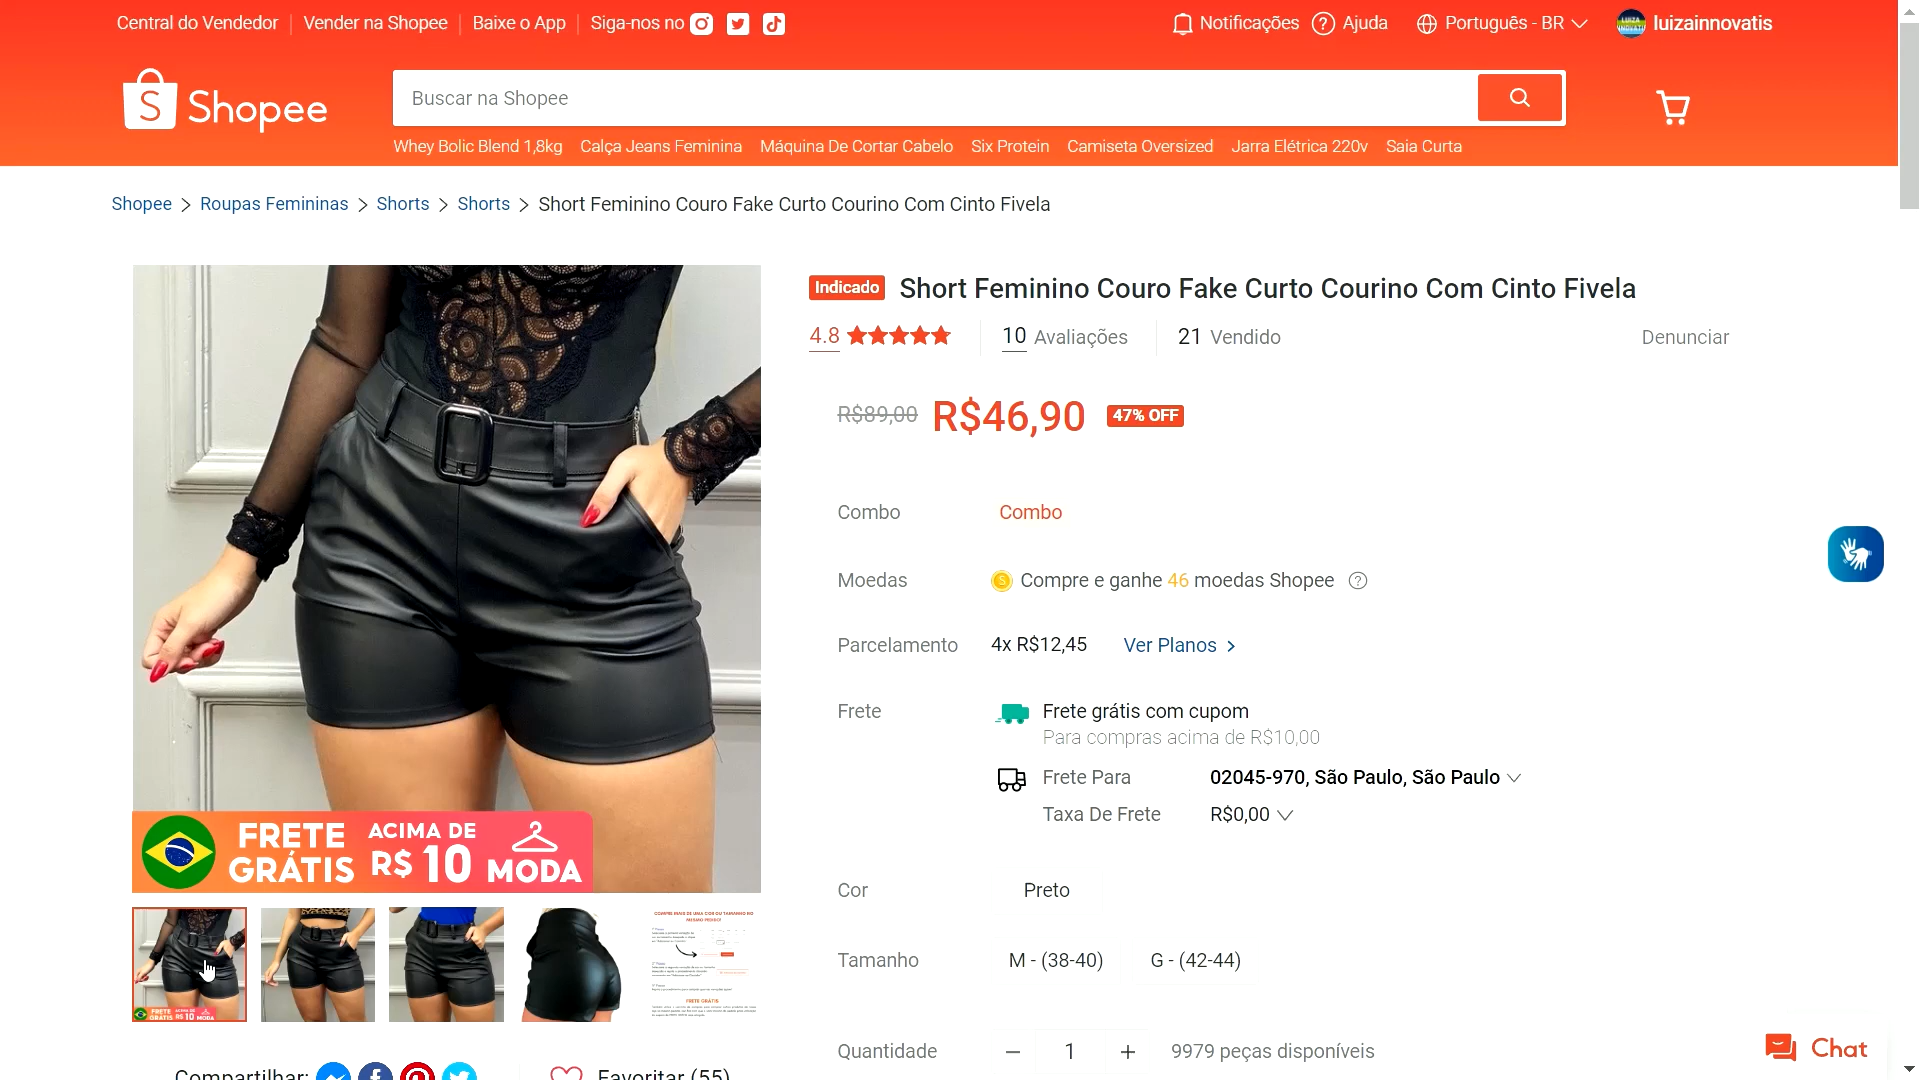 Central do Vendedor | Vender na Shopee | Baixe o App | Siga-nos no
Notificações Ajuda Português - BR luizainnovatis
Shopee
Buscar na Shopee
Whey Bolic Blend 1,8kg Calça Jeans Feminina Máquina De Cortar Cabelo Six Protein Camiseta Oversized Jarra Elétrica 220v Saia Curta
Shopee > Roupas Femininas > Shorts > Shorts > Short Feminino Couro Fake Curto Courino Com Cinto Fivela
FRETE GRÁTIS
ACIMA DE
R$ 10
MODA
Compartilhar:
Favoritar (55)
Indicado Short Feminino Couro Fake Curto Courino Com Cinto Fivela
4.8 10 Avaliações 21 Vendido Denunciar
R$89,00 R$46,90 47% OFF
Combo Combo
Moedas Compre e ganhe 46 moedas Shopee
Parcelamento 4x R$12,45 Ver Planos >
Frete Frete grátis com cupom
Para compras acima de R$10,00
Frete Para 02045-970, São Paulo, São Paulo
Taxa De Frete R$0,00
Cor Preto
Tamanho M - (38-40) G - (42-44)
Quantidade 1 9979 peças disponíveis
Chat